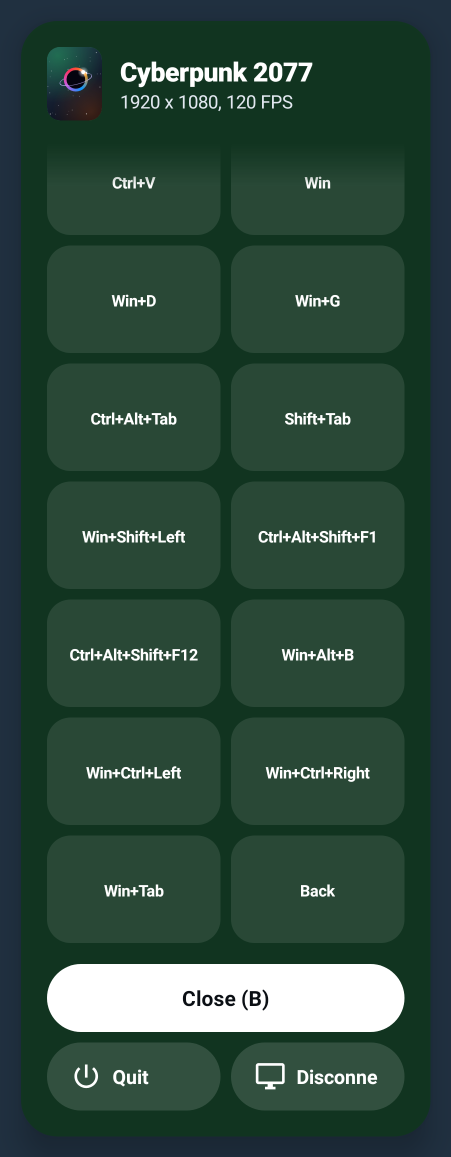 Cyberpunk 2077
1920 x 1080, 120 FPS
Ctrl+V
Win
Win+D
Win+G
Ctrl+Alt+Tab
Shift+Tab
Win+Shift+Left
Ctrl+Alt+Shift+F1
Ctrl+Alt+Shift+F12
Win+Alt+B
Win+Ctrl+Left
Win+Ctrl+Right
Win+Tab
Back
Close (B)
Quit
Disconne